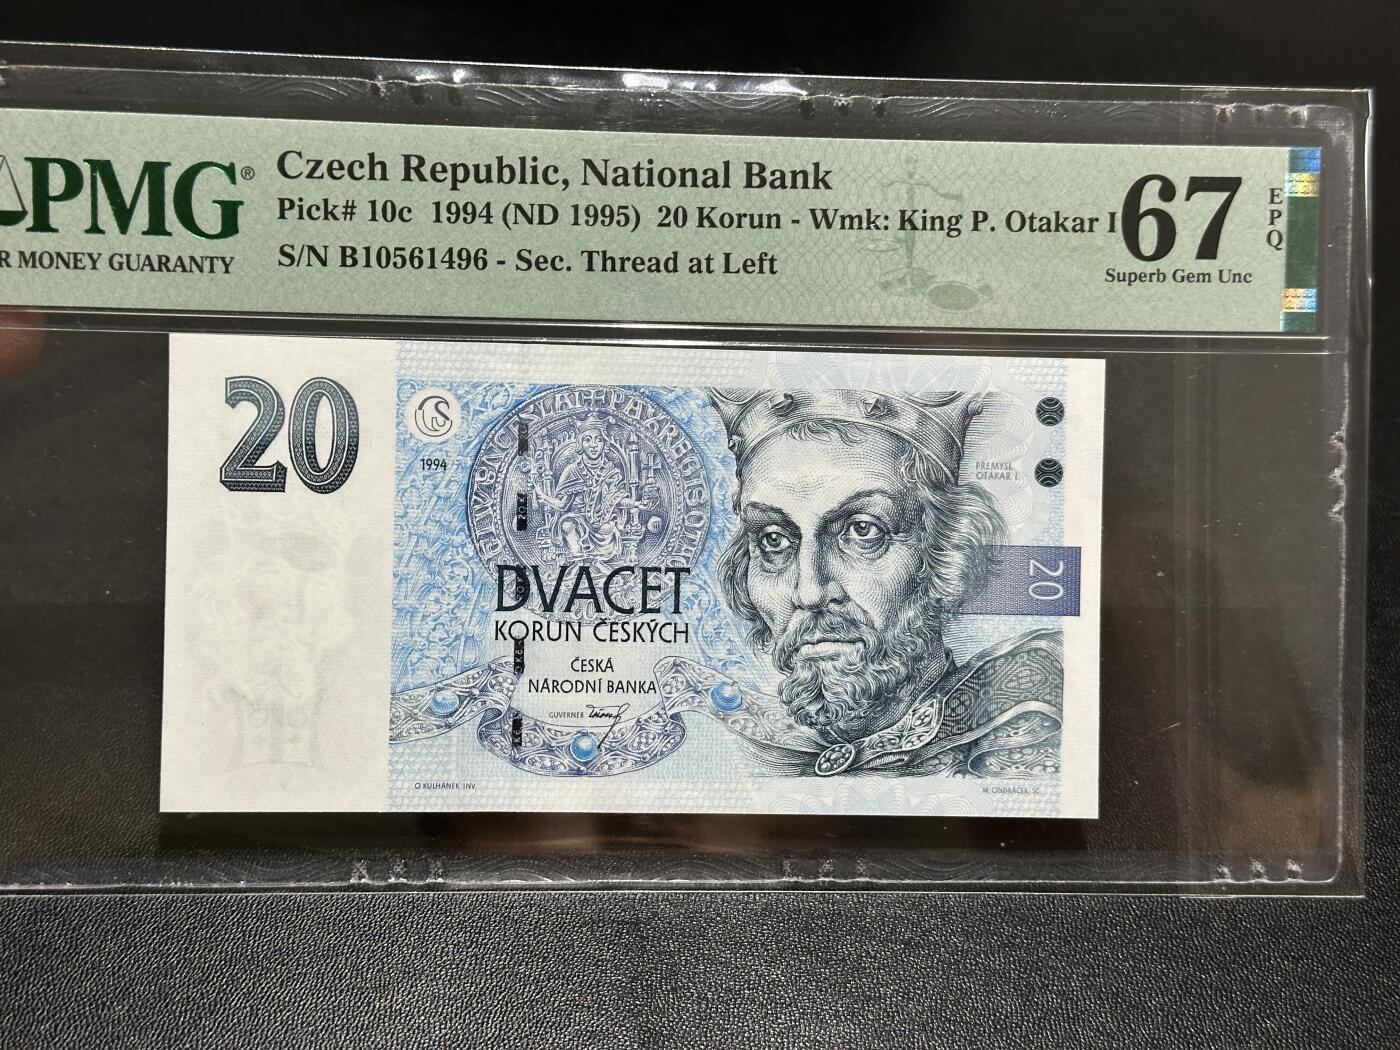 PMG®
R MONEY GUARANTY
Czech Republic, National Bank
Pick# 10c 1994 (ND 1995) 20 Korun - Wmk: King P. Otakar I
S/N B10561496 - Sec. Thread at Left
67
EPQ
Superb Gem Unc
20
1994
PŘEMYSL
OTAKAR I.
20
DVACET
KORUN ČESKÝCH
ČESKÁ
NÁRODNÍ BANKA
GUVERNER
O. KULHÁNEK INV.
M. ONDRÁČEK SC.